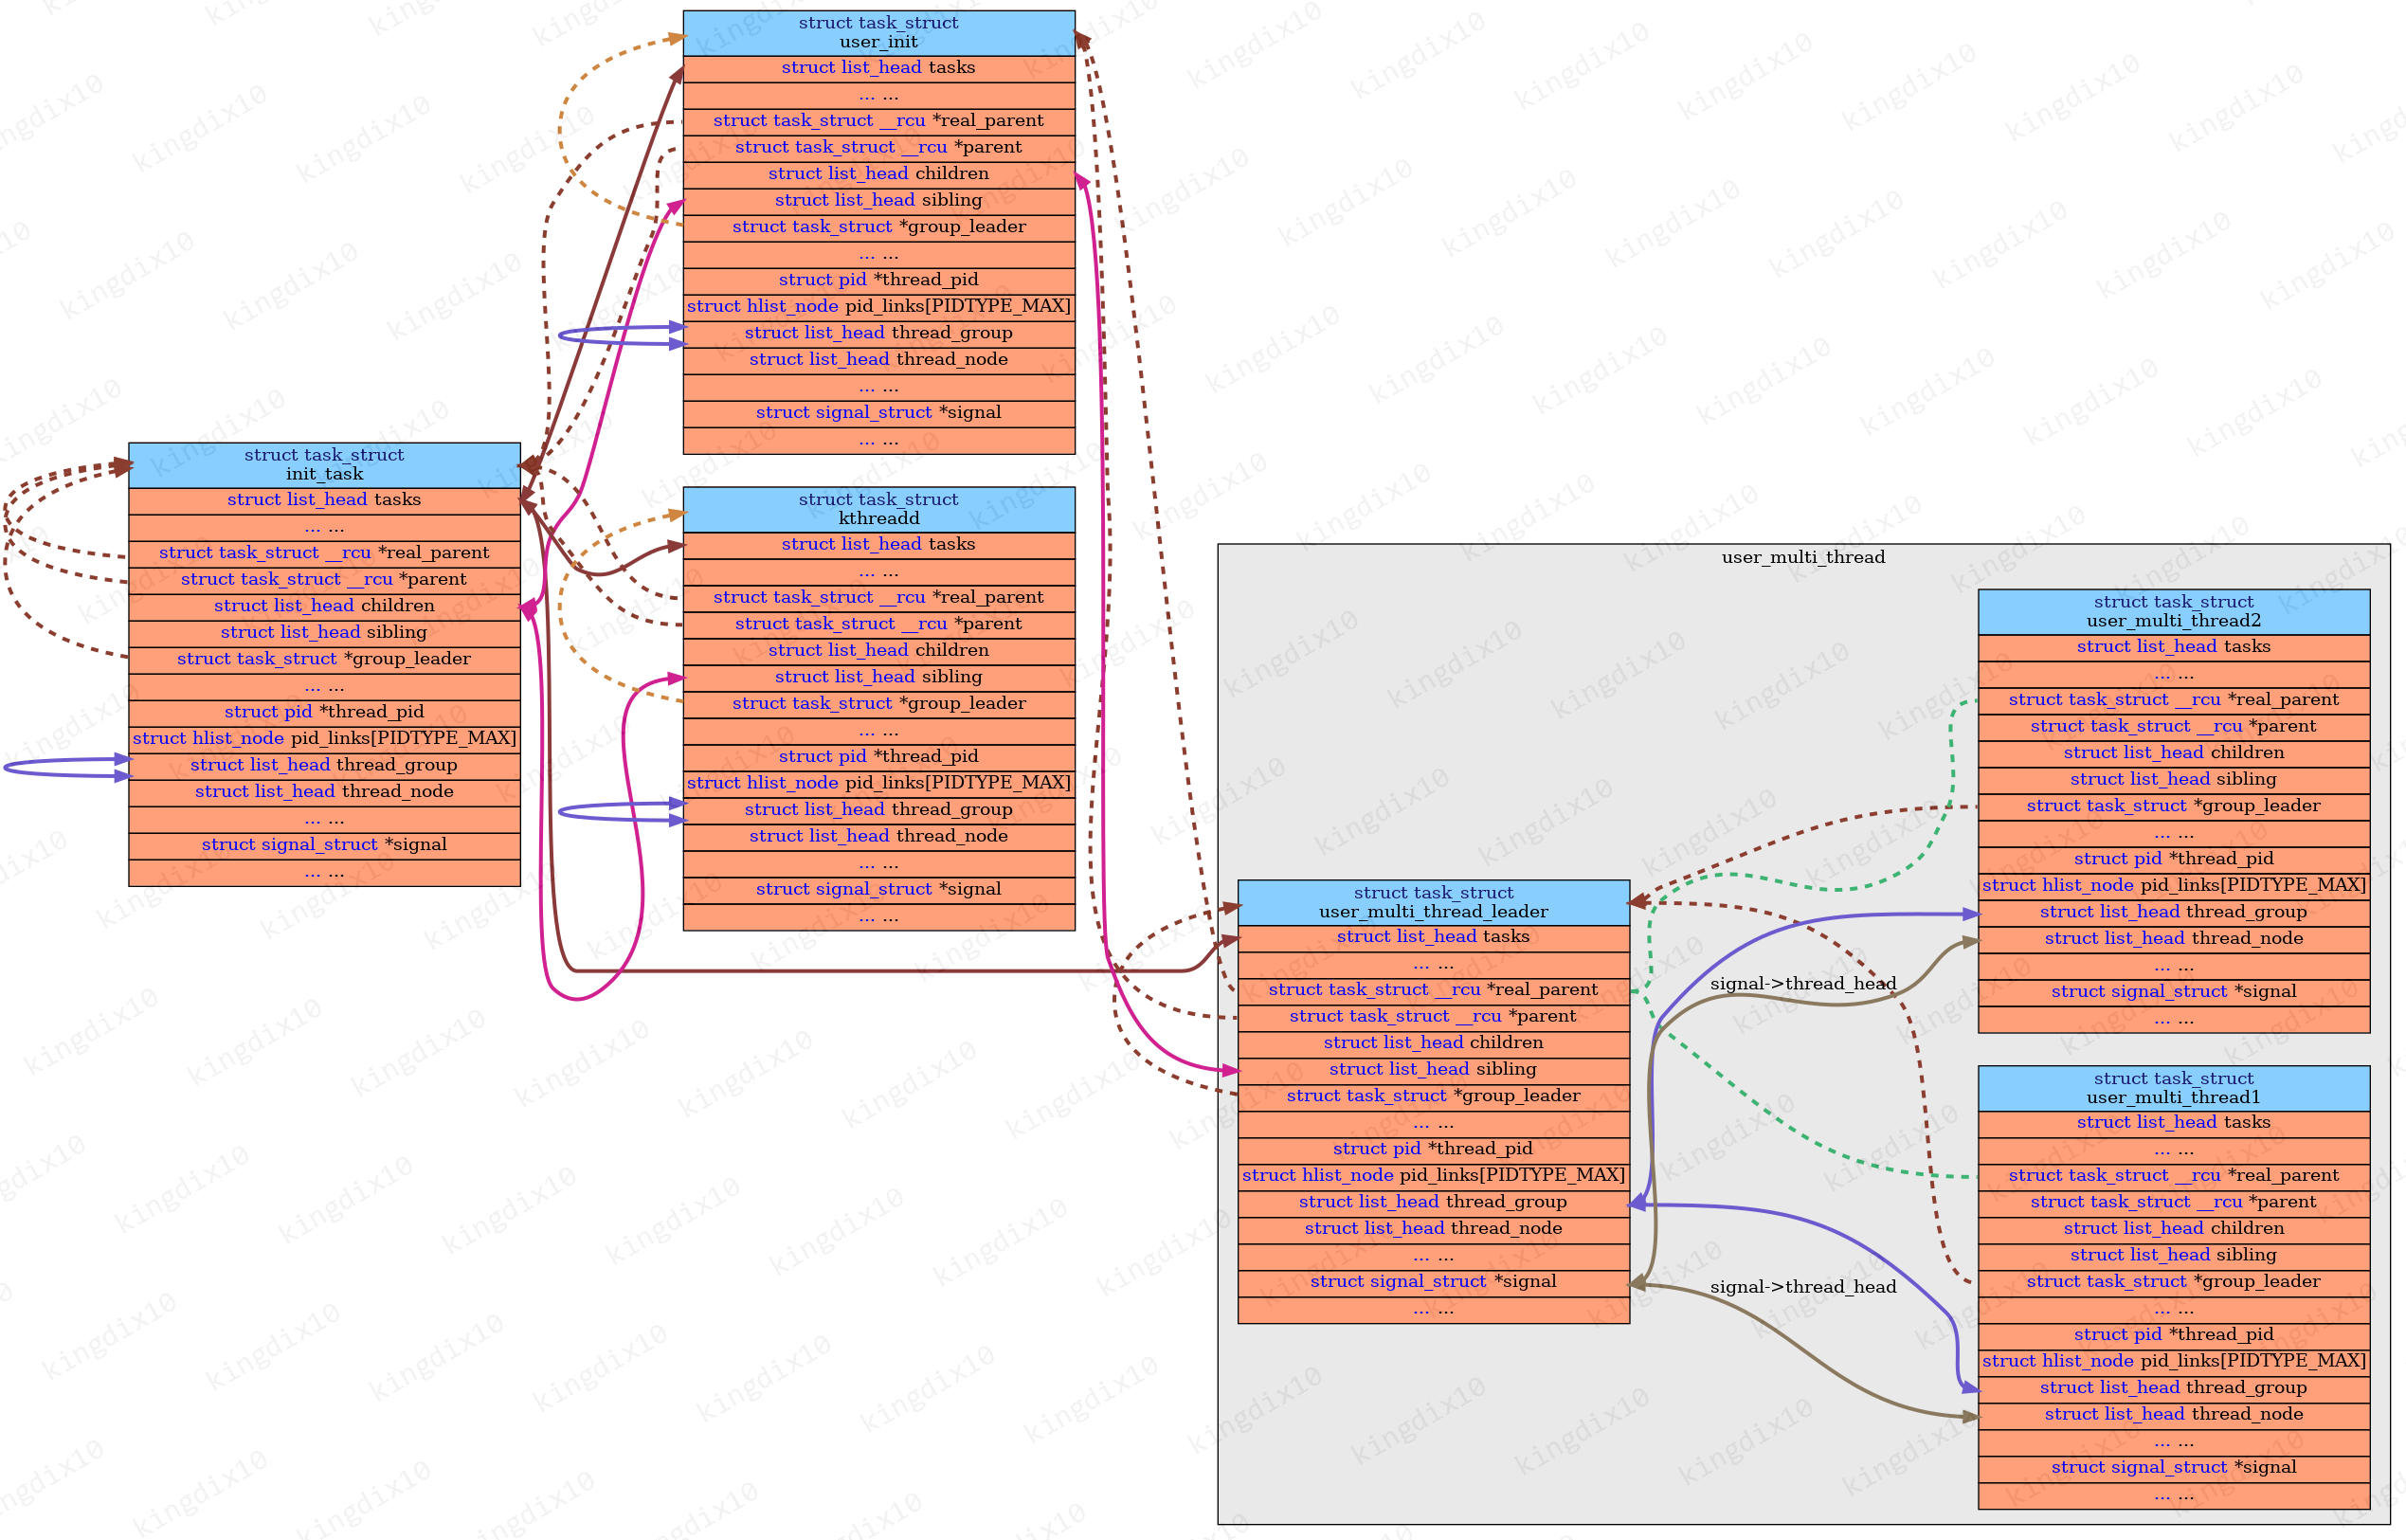 struct task_struct
user_init
struct list_head tasks
... ...
struct task_struct __rcu *real_parent
struct task_struct __rcu *parent
struct list_head children
struct list_head sibling
struct task_struct *group_leader
... ...
struct pid *thread_pid
struct hlist_node pid_links[PIDTYPE_MAX]
struct list_head thread_group
struct list_head thread_node
... ...
struct signal_struct *signal
... ...
struct task_struct
init_task
struct list_head tasks
... ...
struct task_struct __rcu *real_parent
struct task_struct __rcu *parent
struct list_head children
struct list_head sibling
struct task_struct *group_leader
... ...
struct pid *thread_pid
struct hlist_node pid_links[PIDTYPE_MAX]
struct list_head thread_group
struct list_head thread_node
... ...
struct signal_struct *signal
... ...
struct task_struct
kthreadd
struct list_head tasks
... ...
struct task_struct __rcu *real_parent
struct task_struct __rcu *parent
struct list_head children
struct list_head sibling
struct task_struct *group_leader
... ...
struct pid *thread_pid
struct hlist_node pid_links[PIDTYPE_MAX]
struct list_head thread_group
struct list_head thread_node
... ...
struct signal_struct *signal
... ...
user_multi_thread
struct task_struct
user_multi_thread_leader
struct list_head tasks
... ...
struct task_struct __rcu *real_parent
struct task_struct __rcu *parent
struct list_head children
struct list_head sibling
struct task_struct *group_leader
... ...
struct pid *thread_pid
struct hlist_node pid_links[PIDTYPE_MAX]
struct list_head thread_group
struct list_head thread_node
... ...
struct signal_struct *signal
... ...
signal->thread_head
signal->thread_head
struct task_struct
user_multi_thread2
struct list_head tasks
... ...
struct task_struct __rcu *real_parent
struct task_struct __rcu *parent
struct list_head children
struct list_head sibling
struct task_struct *group_leader
... ...
struct pid *thread_pid
struct hlist_node pid_links[PIDTYPE_MAX]
struct list_head thread_group
struct list_head thread_node
... ...
struct signal_struct *signal
... ...
struct task_struct
user_multi_thread1
struct list_head tasks
... ...
struct task_struct __rcu *real_parent
struct task_struct __rcu *parent
struct list_head children
struct list_head sibling
struct task_struct *group_leader
... ...
struct pid *thread_pid
struct hlist_node pid_links[PIDTYPE_MAX]
struct list_head thread_group
struct list_head thread_node
... ...
struct signal_struct *signal
... ...
kingdix10